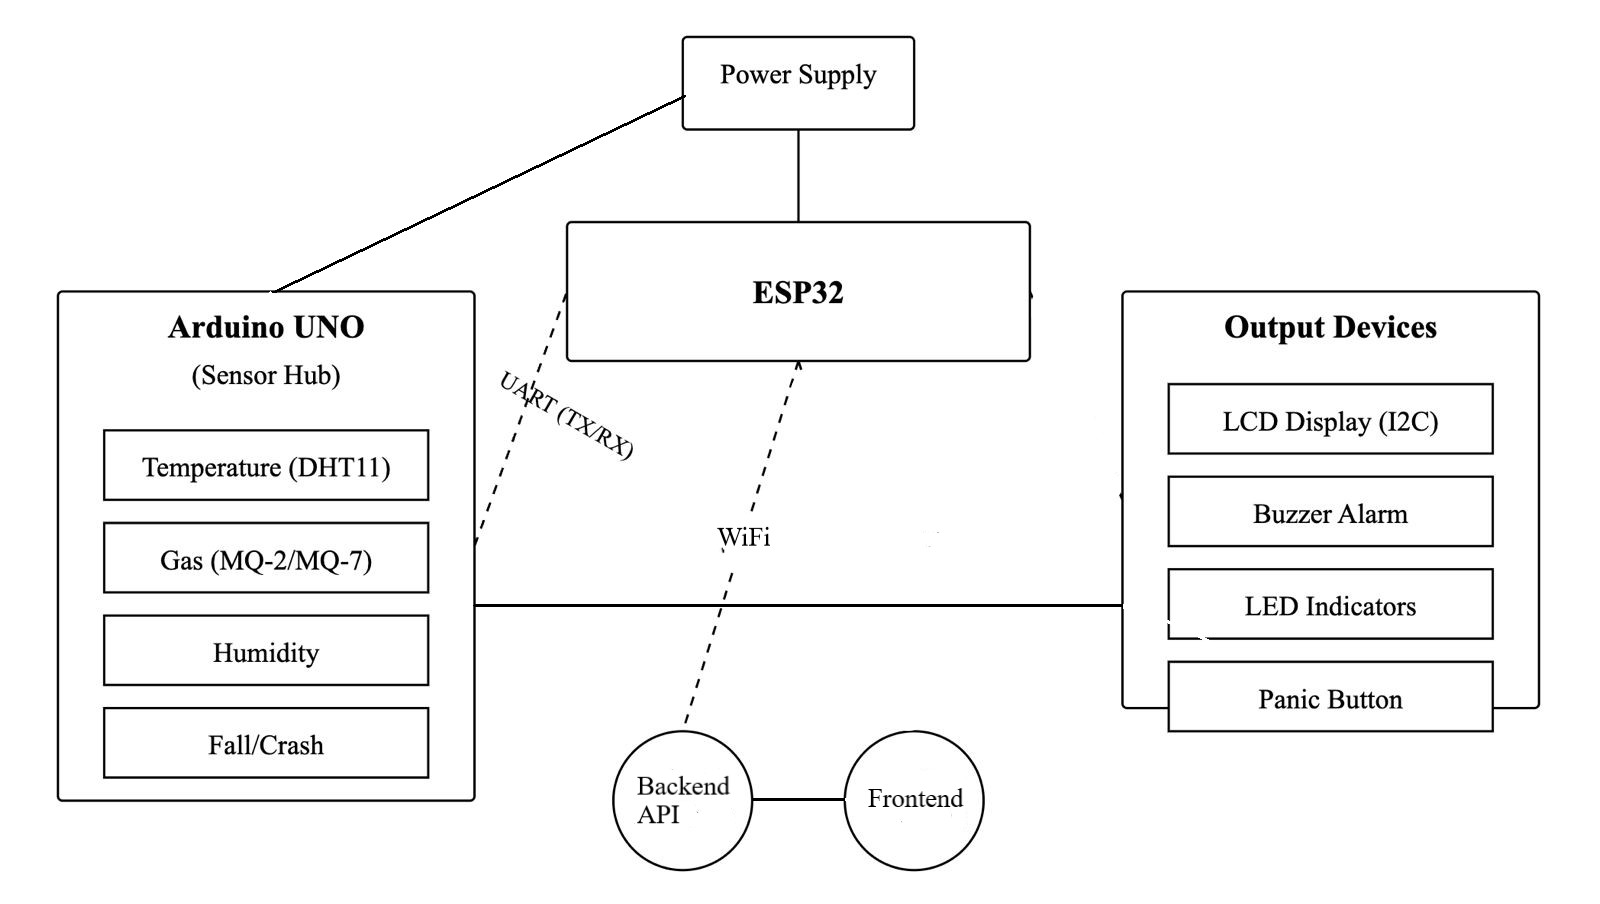 Power Supply
ESP32
Arduino UNO
(Sensor Hub)
Temperature (DHT11)
Gas (MQ-2/MQ-7)
Humidity
Fall/Crash
UART (TX/RX)
WiFi
Output Devices
LCD Display (I2C)
Buzzer Alarm
LED Indicators
Panic Button
Backend
API
Frontend